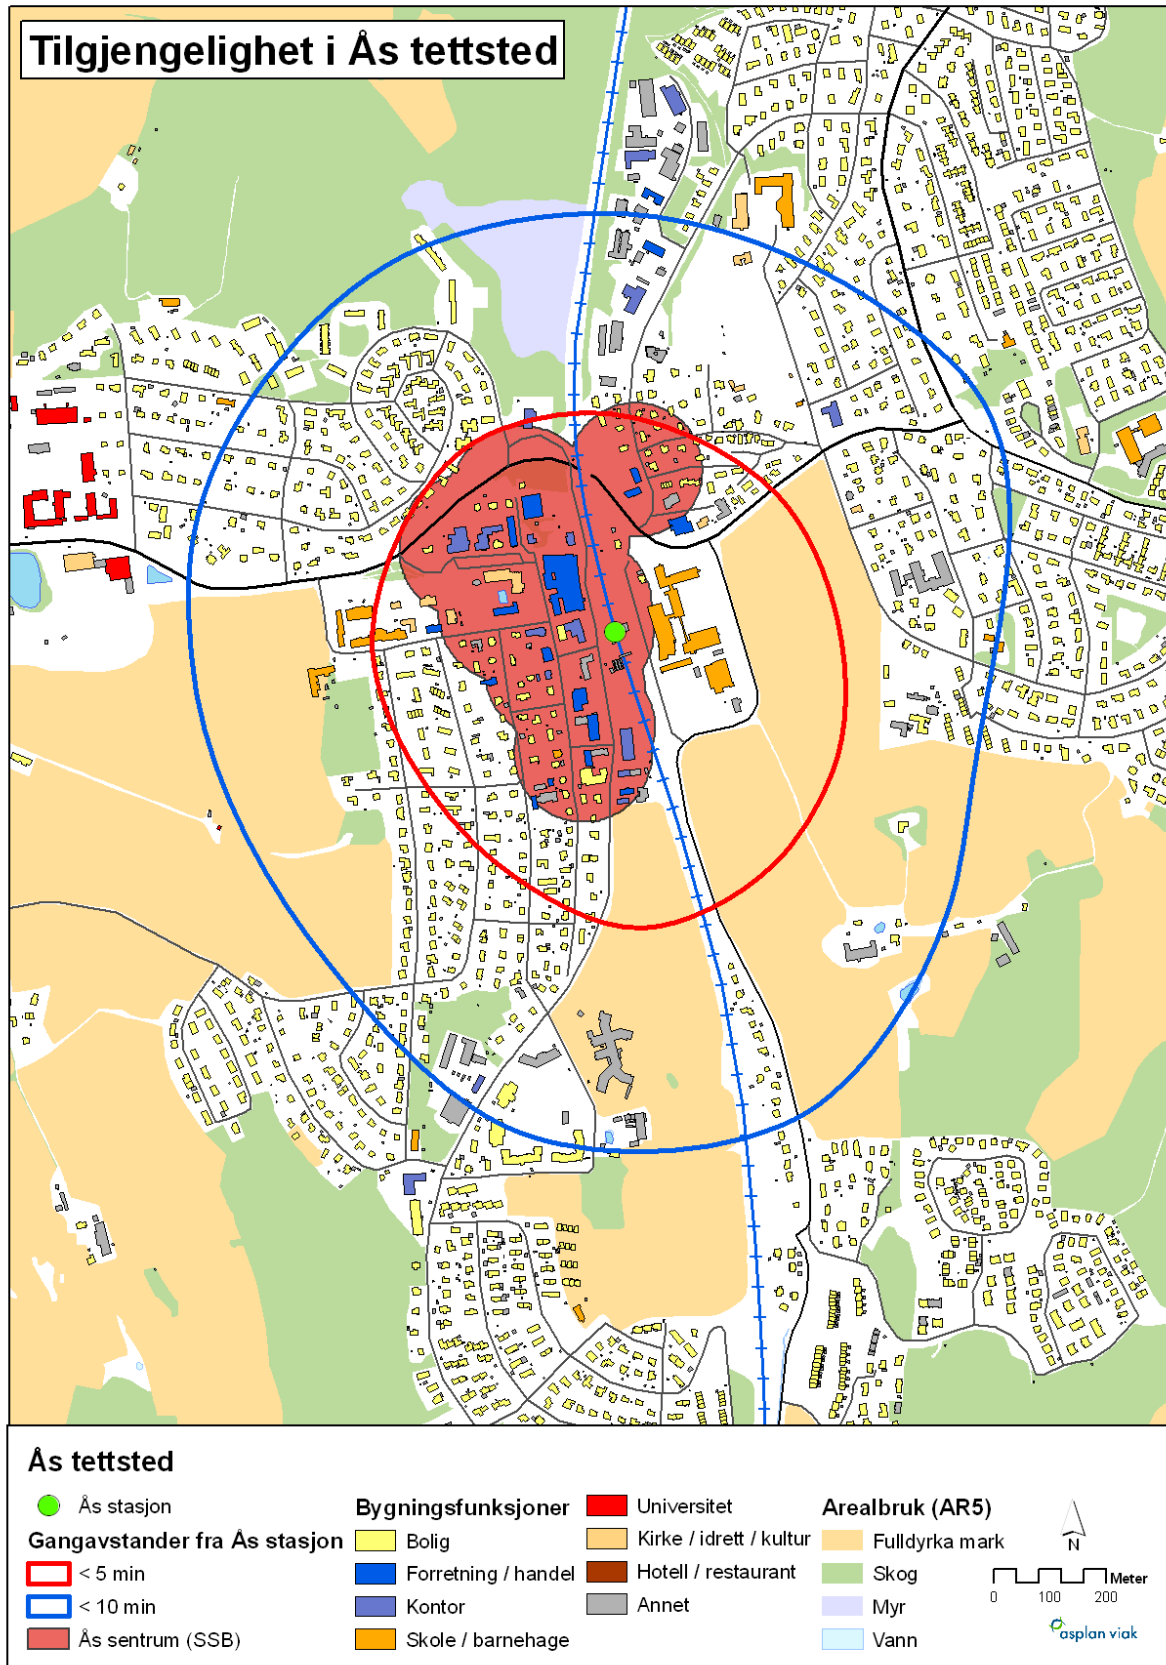 Tilgjengelighet i Ås tettsted
Ås tettsted
Ås stasjon
Gangavstander fra Ås stasjon
< 5 min
< 10 min
Ås sentrum (SSB)
Bygningsfunksjoner
Bolig
Forretning / handel
Kontor
Skole / barnehage
Universitet
Kirke / idrett / kultur
Hotell / restaurant
Annet
Arealbruk (AR5)
Fulldyrka mark
Skog
Myr
Vann
N
Meter
0 100 200
asplan viak